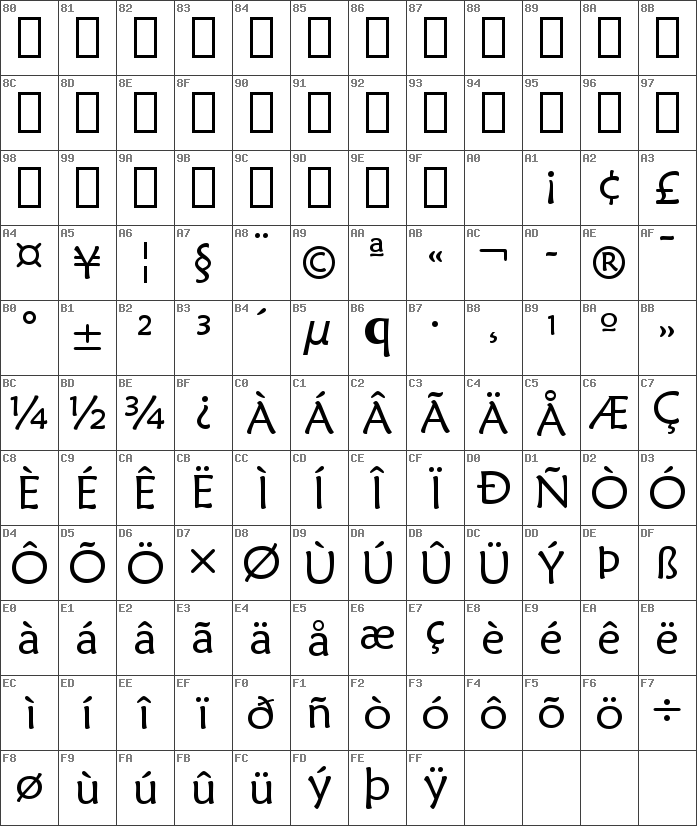 80 81 82 83 84 85 86 87 88 89 8A 8B
8C 8D 8E 8F 90 91 92 93 94 95 96 97
98 99 9A 9B 9C 9D 9E 9F A0 A1 A2 A3
¡ ¢ £
A4 A5 A6 A7 A8 A9 AA AB AC AD AE AF
¤ ¥ ¦ § ¨ © ª « ¬ - ® ¯
B0 B1 B2 B3 B4 B5 B6 B7 B8 B9 BA BB
° ± ² ³ ´ µ ¶ · ¸ ¹ º »
BC BD BE BF C0 C1 C2 C3 C4 C5 C6 C7
¼ ½ ¾ ¿ À Á Â Ã Ä Å Æ Ç
C8 C9 CA CB CC CD CE CF D0 D1 D2 D3
È É Ê Ë Ì Í Î Ï Ð Ñ Ò Ó
D4 D5 D6 D7 D8 D9 DA DB DC DD DE DF
Ô Õ Ö × Ø Ù Ú Û Ü Ý Þ ß
E0 E1 E2 E3 E4 E5 E6 E7 E8 E9 EA EB
à á â ã ä å æ ç è é ê ë
EC ED EE EF F0 F1 F2 F3 F4 F5 F6 F7
ì í î ï ð ñ ò ó ô õ ö ÷
F8 F9 FA FB FC FD FE FF
ø ù ú û ü ý þ ÿ